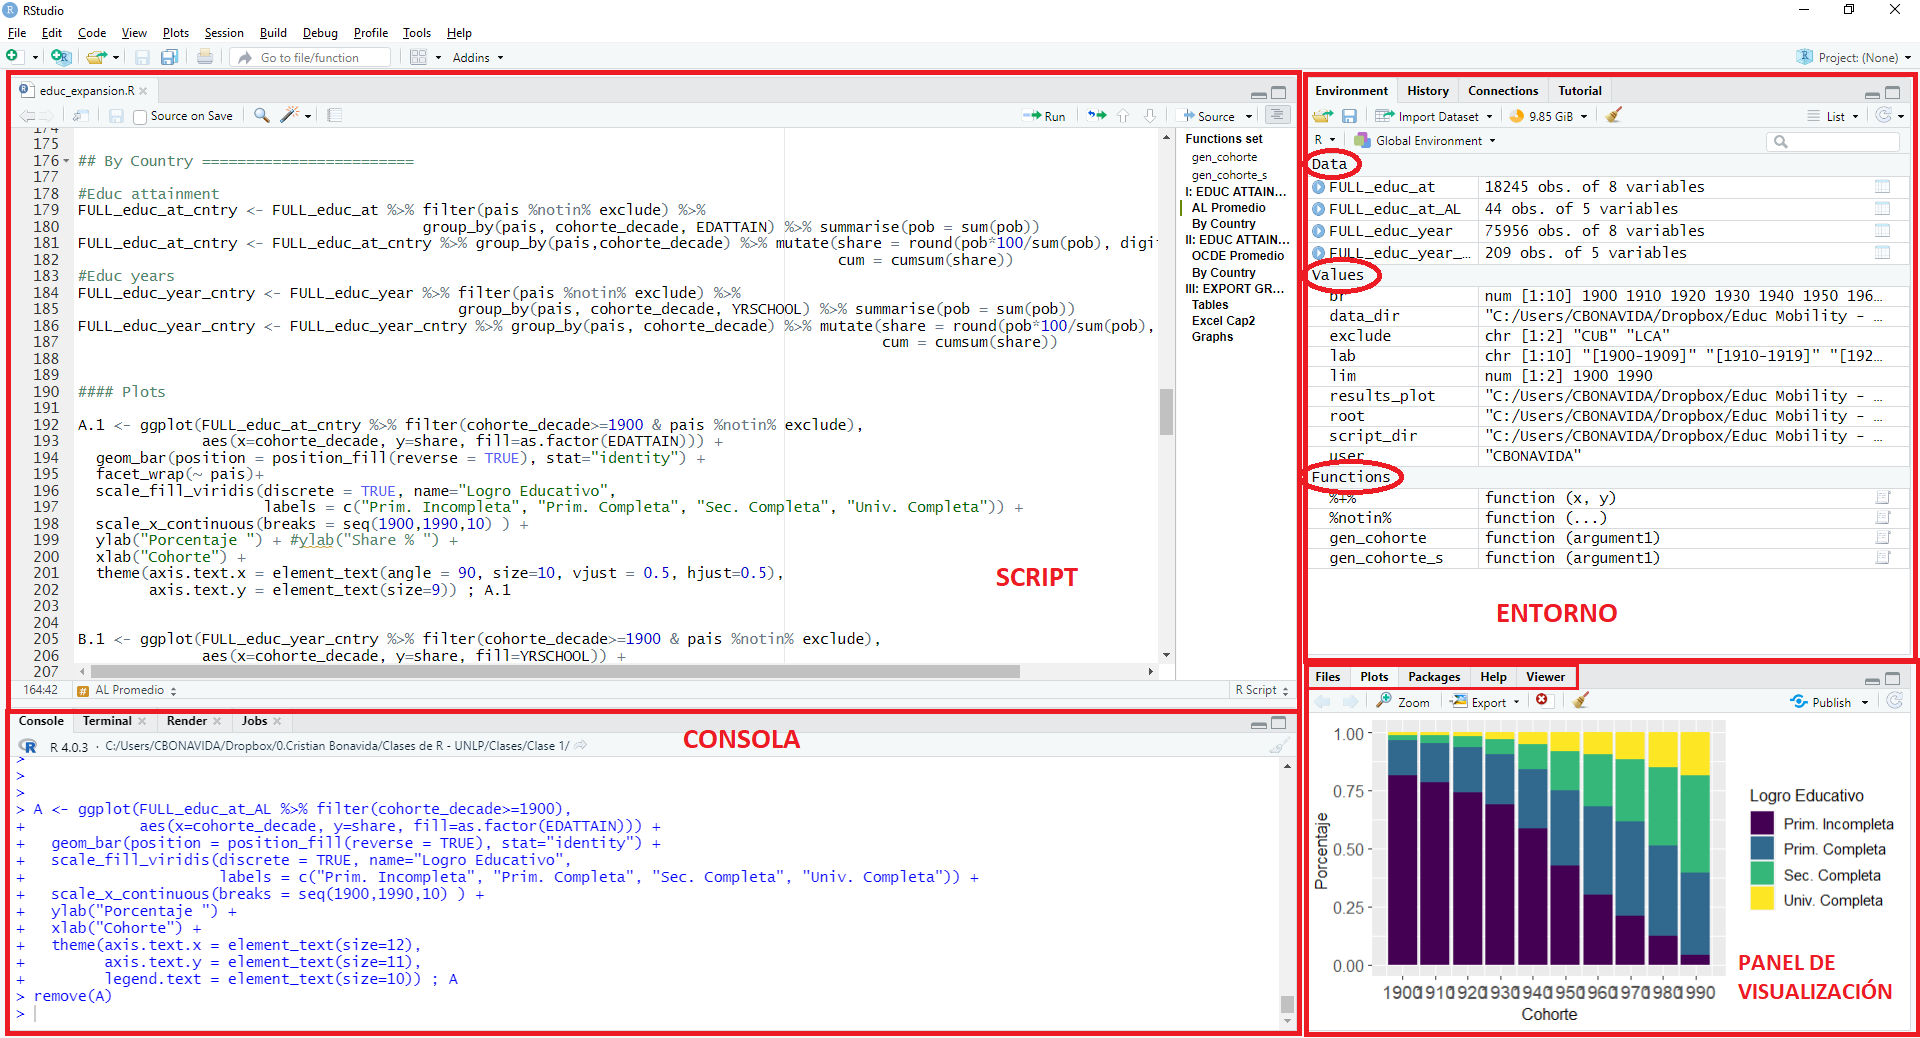 RStudio
File Edit Code View Plots Session Build Debug Profile Tools Help
Go to file/function Addins Project: (None)
educ_expansion.R
Source on Save Run Source
174
175
176 ## By Country ========================
177
178 #Educ attainment
179 FULL_educ_at_cntry <- FULL_educ_at %>% filter(pais %notin% exclude) %>%
180 group_by(pais, cohorte_decade, EDATTAIN) %>% summarise(pob = sum(pob))
181 FULL_educ_at_cntry <- FULL_educ_at_cntry %>% group_by(pais,cohorte_decade) %>% mutate(share = round(pob*100/sum(pob), digi
182 cum = cumsum(share))
183 #Educ years
184 FULL_educ_year_cntry <- FULL_educ_year %>% filter(pais %notin% exclude) %>%
185 group_by(pais, cohorte_decade, YRSCHOOL) %>% summarise(pob = sum(pob))
186 FULL_educ_year_cntry <- FULL_educ_year_cntry %>% group_by(pais, cohorte_decade) %>% mutate(share = round(pob*100/sum(pob),
187 cum = cumsum(share))
188
189
190 #### Plots
191
192 A.1 <- ggplot(FULL_educ_at_cntry %>% filter(cohorte_decade>=1900 & pais %notin% exclude),
193 aes(x=cohorte_decade, y=share, fill=as.factor(EDATTAIN))) +
194 geom_bar(position = position_fill(reverse = TRUE), stat="identity") +
195 facet_wrap(~ pais)+
196 scale_fill_viridis(discrete = TRUE, name="Logro Educativo",
197 labels = c("Prim. Incompleta", "Prim. Completa", "Sec. Completa", "Univ. Completa")) +
198 scale_x_continuous(breaks = seq(1900,1990,10) ) +
199 ylab("Porcentaje ") + #ylab("Share % ") +
200 xlab("Cohorte") +
201 theme(axis.text.x = element_text(angle = 90, size=10, vjust = 0.5, hjust=0.5),
202 axis.text.y = element_text(size=9)) ; A.1
203
204
205 B.1 <- ggplot(FULL_educ_year_cntry %>% filter(cohorte_decade>=1900 & pais %notin% exclude),
206 aes(x=cohorte_decade, y=share, fill=YRSCHOOL)) +
207
SCRIPT
164:42 AL Promedio R Script
Functions set
gen_cohorte
gen_cohorte_s
I: EDUC ATTAIN...
AL Promedio
By Country
II: EDUC ATTAIN...
OCDE Promedio
By Country
III: EXPORT GR...
Tables
Excel Cap2
Graphs
Console Terminal Render Jobs
R 4.0.3 · C:/Users/CBONAVIDA/Dropbox/0.Cristian Bonavida/Clases de R - UNLP/Clases/Clase 1/
CONSOLA
>
>
>
> A <- ggplot(FULL_educ_at_AL %>% filter(cohorte_decade>=1900),
+ aes(x=cohorte_decade, y=share, fill=as.factor(EDATTAIN))) +
+ geom_bar(position = position_fill(reverse = TRUE), stat="identity") +
+ scale_fill_viridis(discrete = TRUE, name="Logro Educativo",
+ labels = c("Prim. Incompleta", "Prim. Completa", "Sec. Completa", "Univ. Completa")) +
+ scale_x_continuous(breaks = seq(1900,1990,10) ) +
+ ylab("Porcentaje ") +
+ xlab("Cohorte") +
+ theme(axis.text.x = element_text(size=12),
+ axis.text.y = element_text(size=11),
+ legend.text = element_text(size=10)) ; A
> remove(A)
>
Environment History Connections Tutorial
Import Dataset 9.85 GiB List
R Global Environment
Data
FULL_educ_at 18245 obs. of 8 variables
FULL_educ_at_AL 44 obs. of 5 variables
FULL_educ_year 75956 obs. of 8 variables
FULL_educ_year_... 209 obs. of 5 variables
Values
br num [1:10] 1900 1910 1920 1930 1940 1950 196...
data_dir "C:/Users/CBONAVIDA/Dropbox/Educ Mobility - ...
exclude chr [1:2] "CUB" "LCA"
lab chr [1:10] "[1900-1909]" "[1910-1919]" "[192...
lim num [1:2] 1900 1990
results_plot "C:/Users/CBONAVIDA/Dropbox/Educ Mobility - ...
root "C:/Users/CBONAVIDA/Dropbox/Educ Mobility - ...
script_dir "C:/Users/CBONAVIDA/Dropbox/Educ Mobility - ...
user "CBONAVIDA"
Functions
%+% function (x, y)
%notin% function (...)
gen_cohorte function (argument1)
gen_cohorte_s function (argument1)
ENTORNO
Files Plots Packages Help Viewer
Zoom Export Publish
Porcentaje
1.00
0.75
0.50
0.25
0.00
1900 1910 1920 1930 1940 1950 1960 1970 1980 1990
Cohorte
Logro Educativo
Prim. Incompleta
Prim. Completa
Sec. Completa
Univ. Completa
PANEL DE
VISUALIZACIÓN